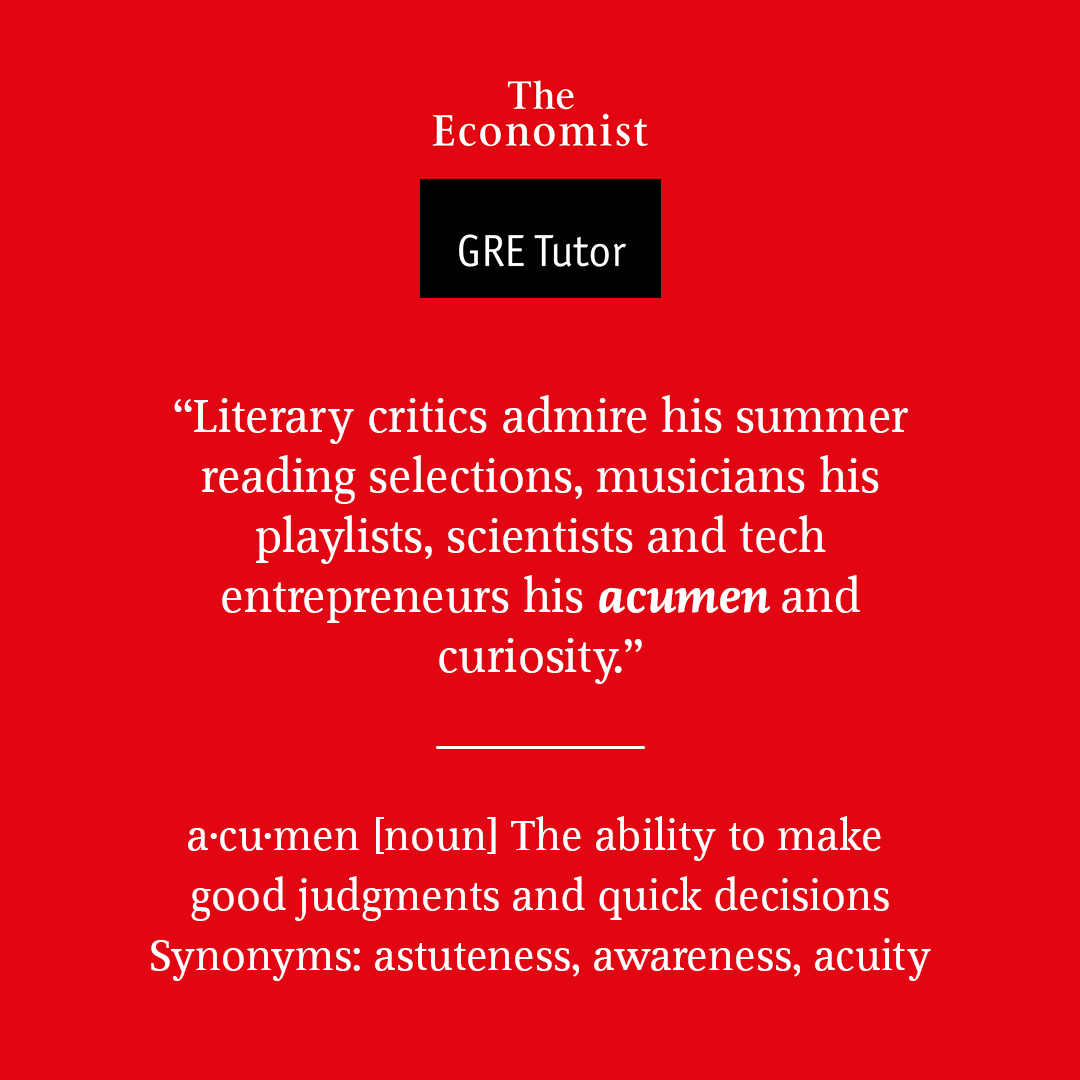 The
Economist
GRE Tutor
“Literary critics admire his summer
reading selections, musicians his
playlists, scientists and tech
entrepreneurs his acumen and
curiosity.”
a·cu·men [noun] The ability to make
good judgments and quick decisions
Synonyms: astuteness, awareness, acuity